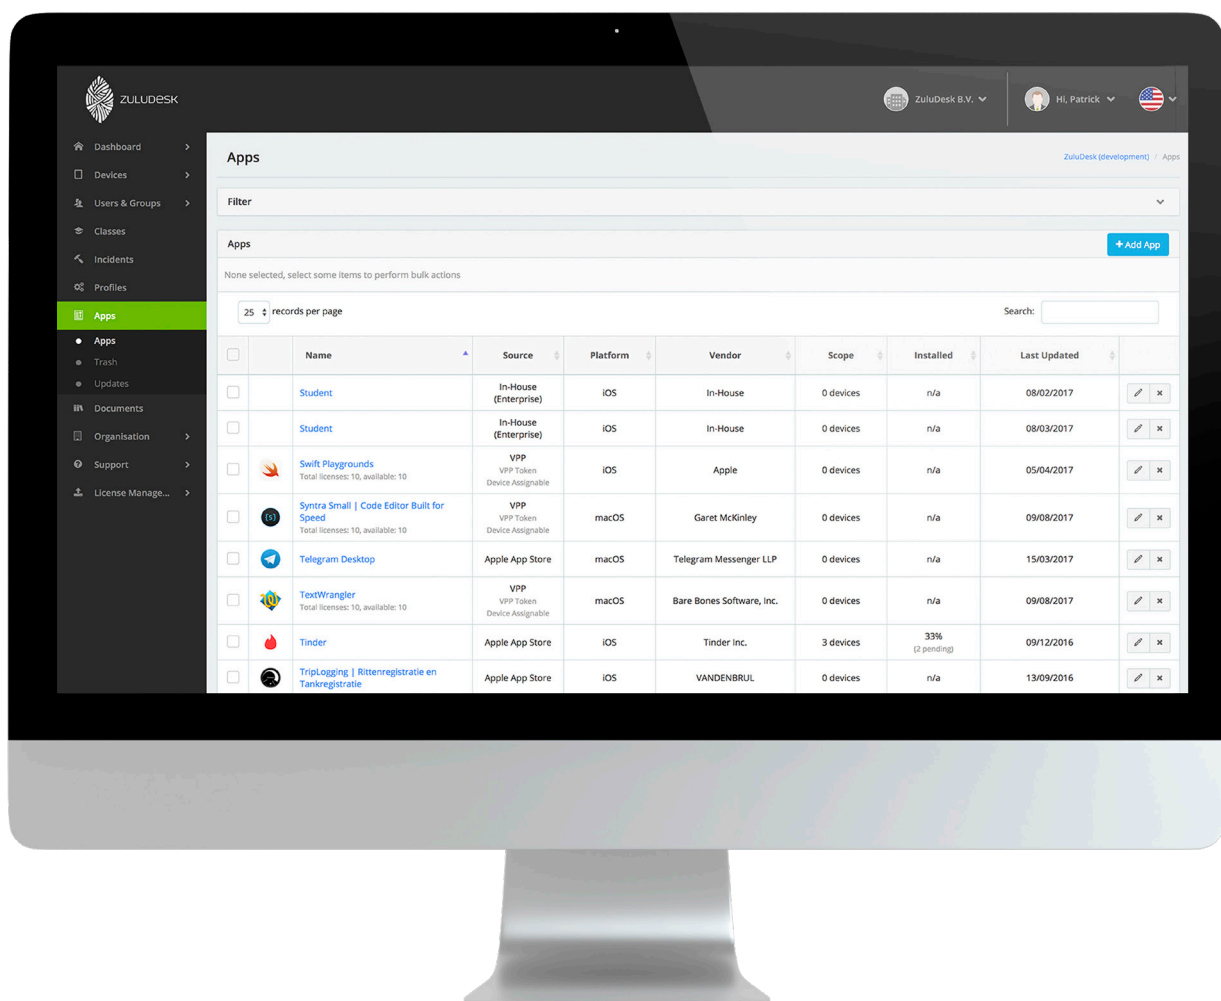 ZULUDESK
ZuluDesk B.V.
Hi, Patrick
Dashboard
Devices
Users & Groups
Classes
Incidents
Profiles
Apps
Apps
Trash
Updates
Documents
Organisation
Support
License Manage...
Apps
ZuluDesk (development) / Apps
Filter
Apps
+ Add App
None selected, select some items to perform bulk actions
25 records per page
Search:
Name Source Platform Vendor Scope Installed Last Updated
Student In-House (Enterprise) iOS In-House 0 devices n/a 08/02/2017
Student In-House (Enterprise) iOS In-House 0 devices n/a 08/03/2017
Swift Playgrounds
Total licenses: 10, available: 10
VPP
VPP Token
Device Assignable
iOS Apple 0 devices n/a 05/04/2017
Syntra Small | Code Editor Built for
Speed
Total licenses: 10, available: 10
VPP
VPP Token
Device Assignable
macOS Garet McKinley 0 devices n/a 09/08/2017
Telegram Desktop Apple App Store macOS Telegram Messenger LLP 0 devices n/a 15/03/2017
TextWrangler
Total licenses: 10, available: 10
VPP
VPP Token
Device Assignable
macOS Bare Bones Software, Inc. 0 devices n/a 09/08/2017
Tinder Apple App Store iOS Tinder Inc. 3 devices 33% (2 pending) 09/12/2016
TripLogging | Rittenregistratie en
Tankregistratie
Apple App Store iOS VANDENBRUL 0 devices n/a 13/09/2016